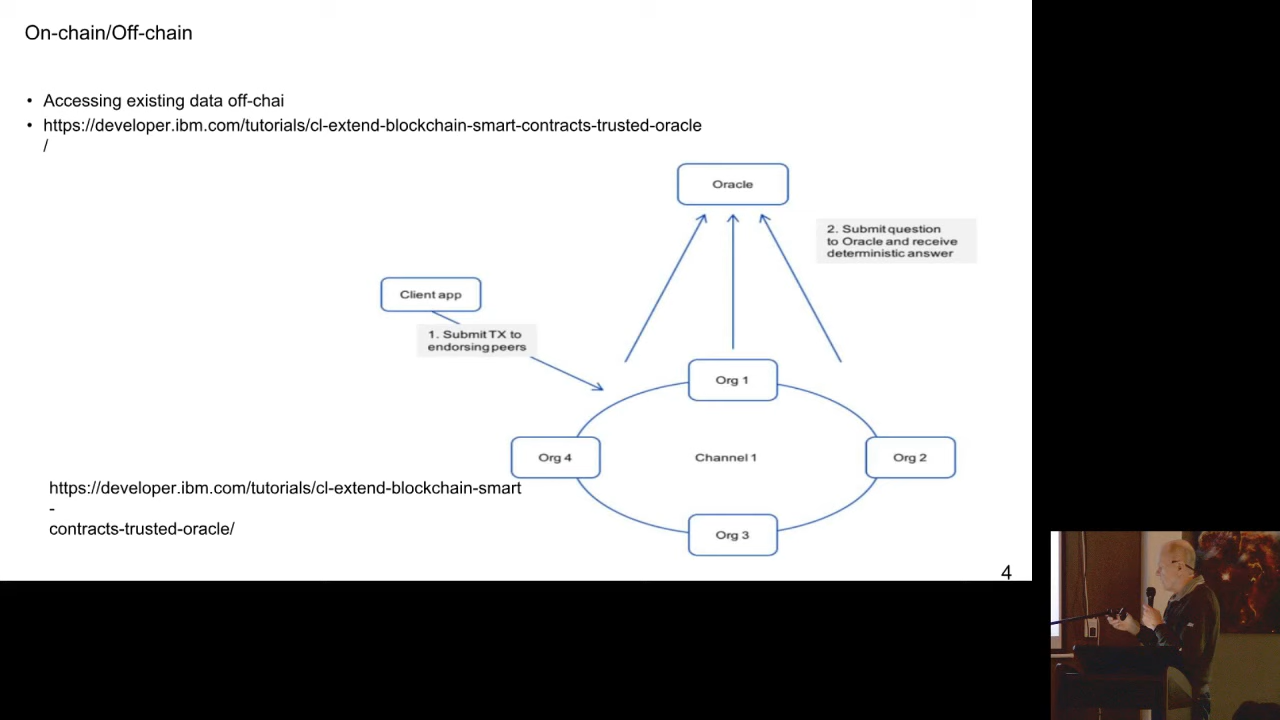 On-chain/Off-chain
• Accessing existing data off-chai
• https://developer.ibm.com/tutorials/cl-extend-blockchain-smart-contracts-trusted-oracle
/
Oracle
2. Submit question
to Oracle and receive
deterministic answer
Client app
1. Submit TX to
endorsing peers
Org 1
Org 4
Channel 1
Org 2
https://developer.ibm.com/tutorials/cl-extend-blockchain-smart
-
contracts-trusted-oracle/
Org 3
4